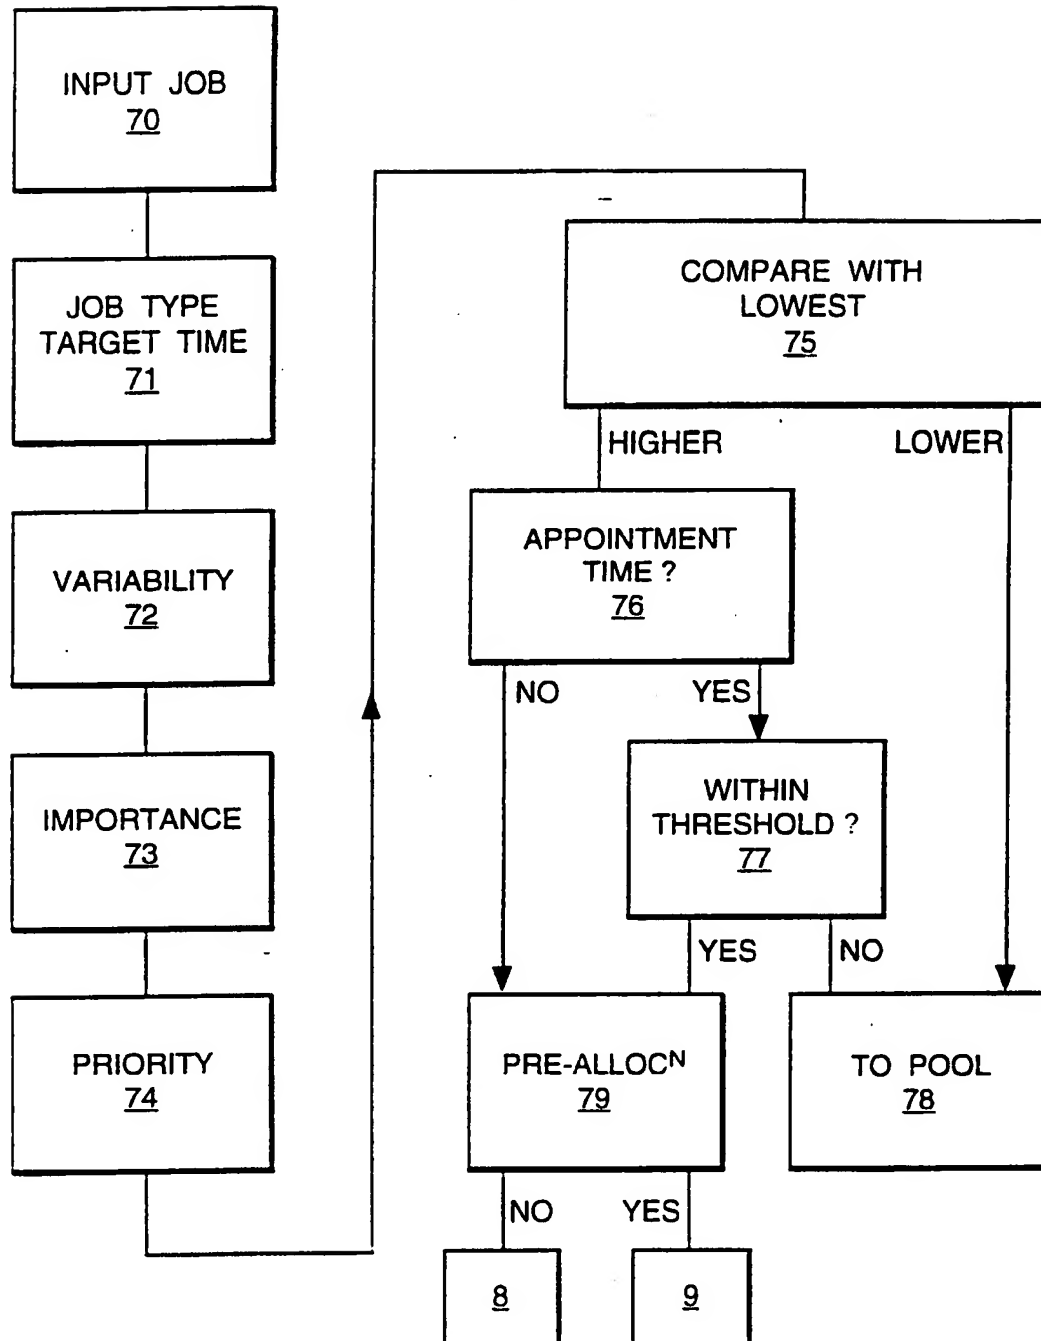 INPUT JOB
70
JOB TYPE
TARGET TIME
71
VARIABILITY
72
IMPORTANCE
73
PRIORITY
74
COMPARE WITH
LOWEST
75
HIGHER
LOWER
APPOINTMENT
TIME ?
76
NO
YES
WITHIN
THRESHOLD ?
77
YES
NO
PRE-ALLOCᴺ
79
TO POOL
78
NO
YES
8
9